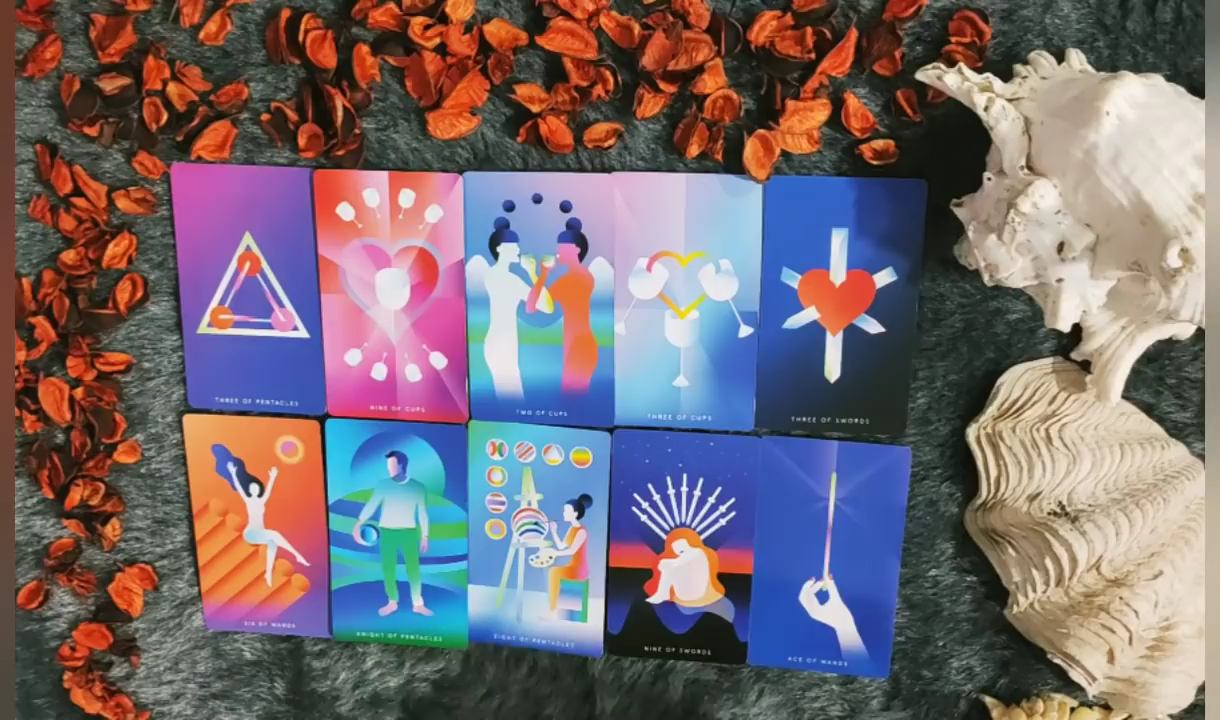 THREE OF PENTACLES
NINE OF CUPS
TWO OF CUPS
THREE OF CUPS
THREE OF SWORDS
SIX OF WANDS
KNIGHT OF PENTACLES
EIGHT OF PENTACLES
NINE OF SWORDS
ACE OF WANDS